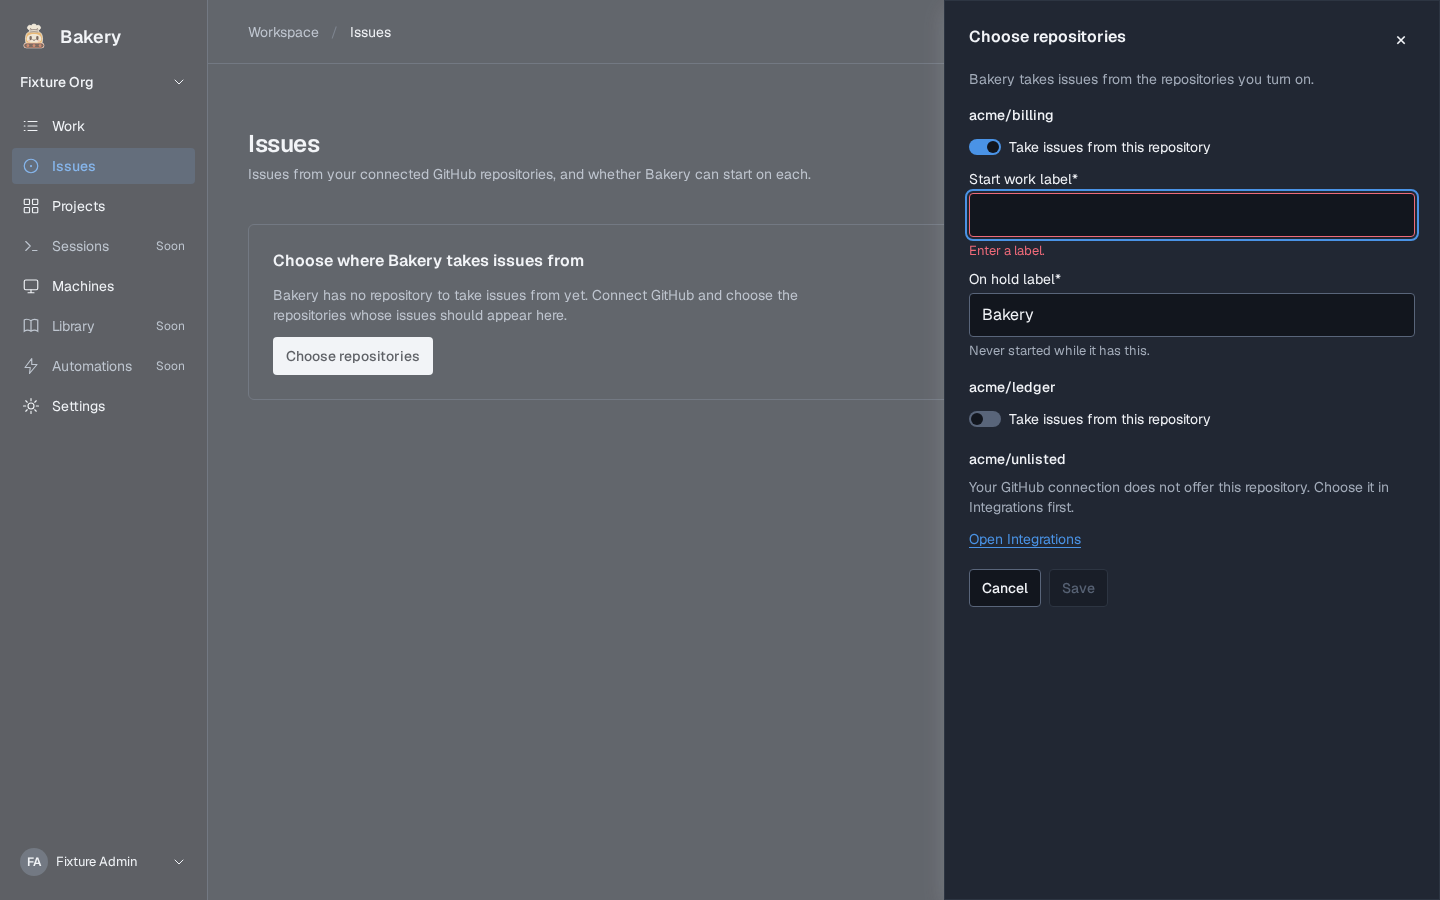 Bakery
Fixture Org
Work
Issues
Projects
Sessions Soon
Machines
Library Soon
Automations Soon
Settings
FA Fixture Admin
Workspace / Issues
Issues
Issues from your connected GitHub repositories, and whether Bakery can start on each.
Choose where Bakery takes issues from
Bakery has no repository to take issues from yet. Connect GitHub and choose the
repositories whose issues should appear here.
Choose repositories
Choose repositories
Bakery takes issues from the repositories you turn on.
acme/billing
Take issues from this repository
Start work label*
Enter a label.
On hold label*
Bakery
Never started while it has this.
acme/ledger
Take issues from this repository
acme/unlisted
Your GitHub connection does not offer this repository. Choose it in
Integrations first.
Open Integrations
Cancel Save